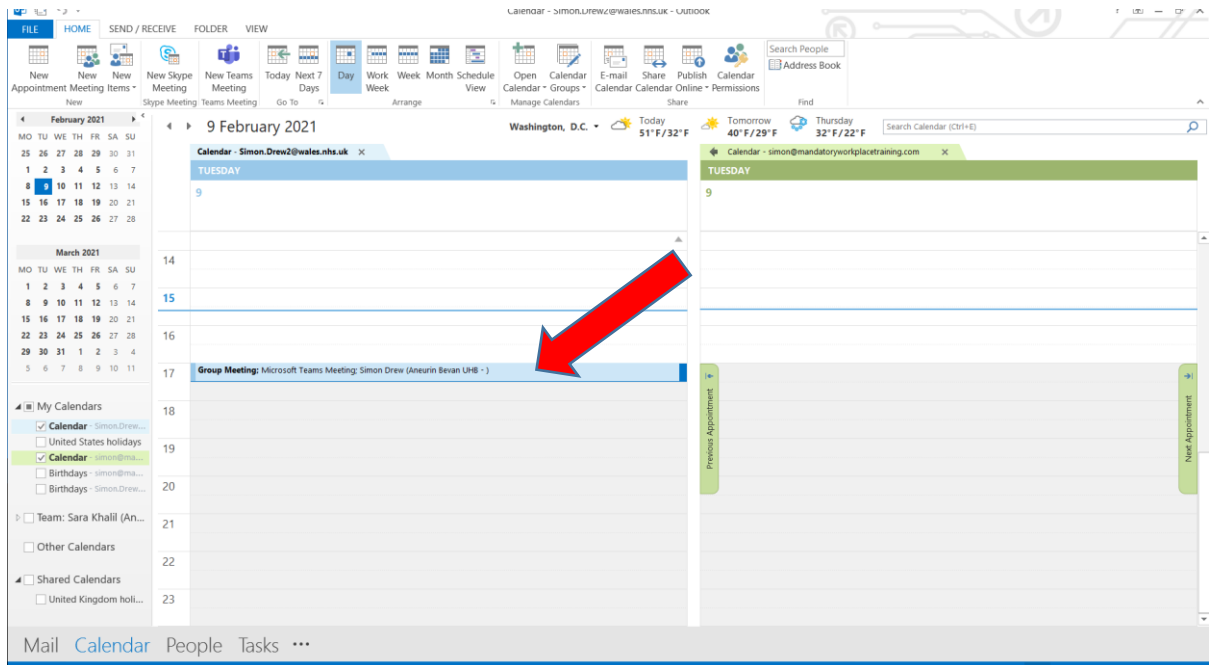 Calendar - Simon.Drew2@wales.nhs.uk - Outlook
FILE HOME SEND / RECEIVE FOLDER VIEW
New Appointment
New Meeting
New Items
New
New Skype Meeting
Skype Meeting
New Teams Meeting
Teams Meeting
Today
Next 7 Days
Go To
Day
Work Week
Week
Month
Schedule View
Arrange
Open Calendar
Calendar Groups
Manage Calendars
E-mail Calendar
Share Calendar
Publish Online
Calendar Permissions
Share
Search People
Address Book
Find
February 2021
MO TU WE TH FR SA SU
25 26 27 28 29 30 31
1 2 3 4 5 6 7
8 9 10 11 12 13 14
15 16 17 18 19 20 21
22 23 24 25 26 27 28
March 2021
MO TU WE TH FR SA SU
1 2 3 4 5 6 7
8 9 10 11 12 13 14
15 16 17 18 19 20 21
22 23 24 25 26 27 28
29 30 31 1 2 3 4
5 6 7 8 9 10 11
My Calendars
Calendar - Simon.Drew...
United States holidays
Calendar - simon@ma...
Birthdays - simon@ma...
Birthdays - Simon.Drew...
Team: Sara Khalil (An...
Other Calendars
Shared Calendars
United Kingdom holi...
9 February 2021
Washington, D.C.
Today
51°F/32°F
Tomorrow
40°F/29°F
Thursday
32°F/22°F
Search Calendar (Ctrl+E)
Calendar - Simon.Drew2@wales.nhs.uk
TUESDAY
9
14
15
16
17
Group Meeting; Microsoft Teams Meeting; Simon Drew (Aneurin Bevan UHB - )
18
19
20
21
22
23
Calendar - simon@mandatoryworkplacetraining.com
TUESDAY
9
Previous Appointment
Next Appointment
Mail Calendar People Tasks •••